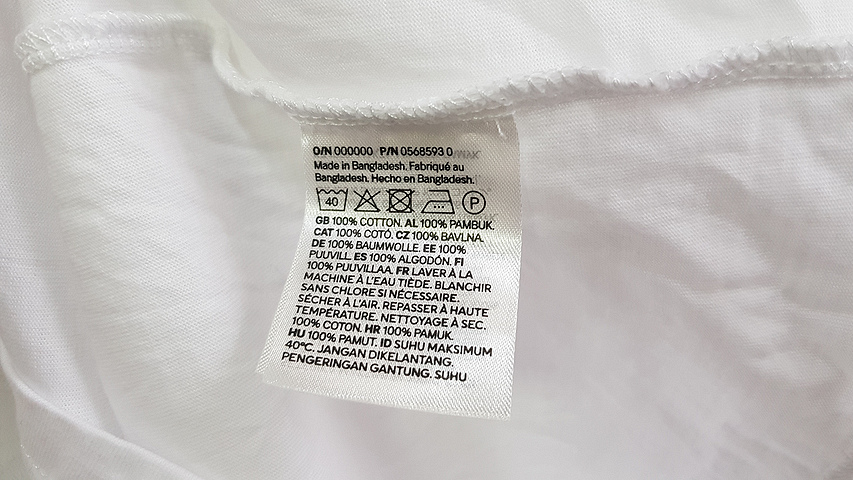 O/N 000000 P/N 0568593 0
Made in Bangladesh. Fabriqué au
Bangladesh. Hecho en Bangladesh.
40 P
GB 100% COTTON. AL 100% PAMBUK.
CAT 100% COTÓ. CZ 100% BAVLNA.
DE 100% BAUMWOLLE. EE 100%
PUUVILL. ES 100% ALGODÓN. FI
100% PUUVILLAA. FR LAVER À LA
MACHINE À L'EAU TIÈDE. BLANCHIR
SANS CHLORE SI NÉCESSAIRE.
SÉCHER À L'AIR. REPASSER À HAUTE
TEMPÉRATURE. NETTOYAGE À SEC.
100% COTON. HR 100% PAMUK.
HU 100% PAMUT. ID SUHU MAKSIMUM
40°C. JANGAN DIKELANTANG.
PENGERINGAN GANTUNG. SUHU